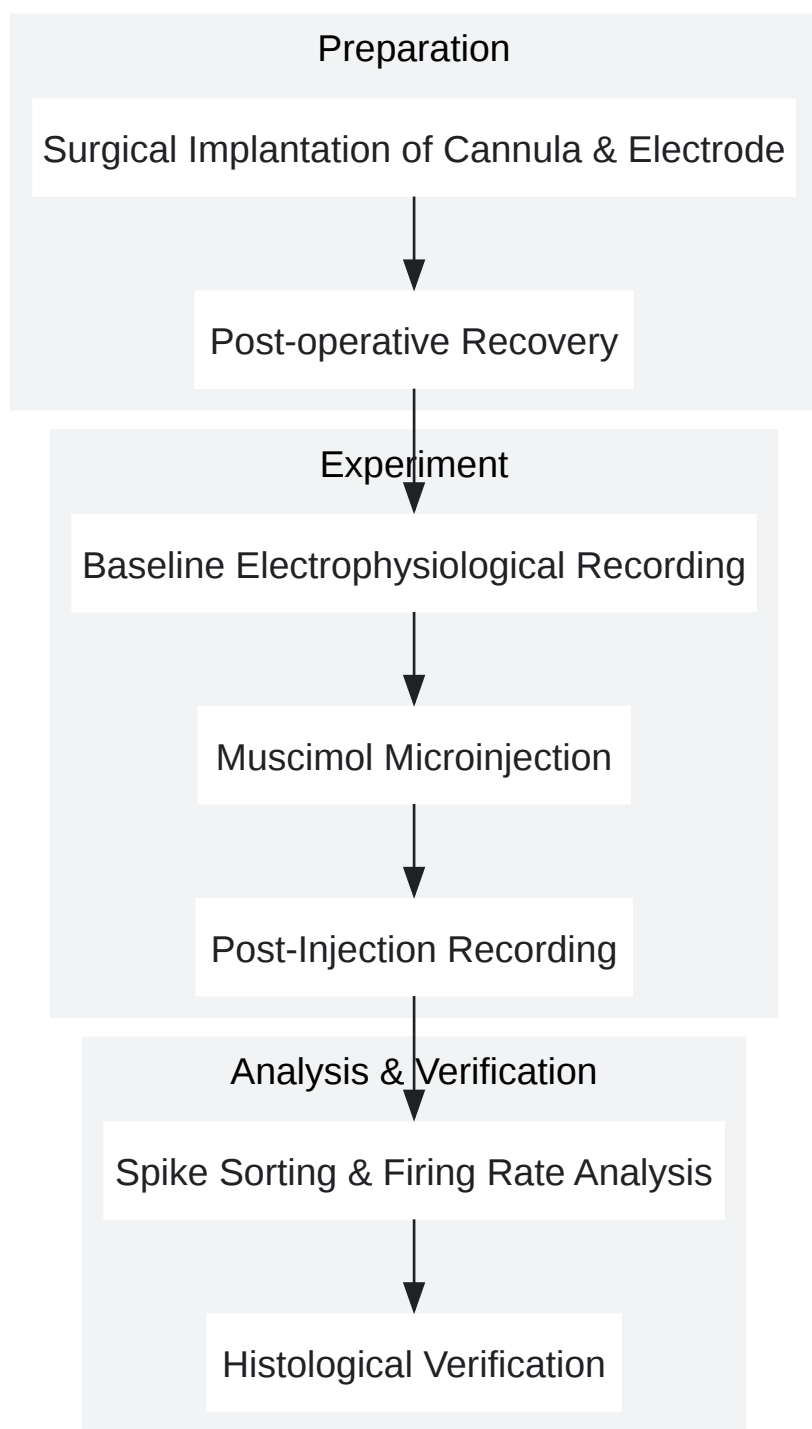 Preparation
Surgical Implantation of Cannula & Electrode
Post-operative Recovery
Experiment
Baseline Electrophysiological Recording
Muscimol Microinjection
Post-Injection Recording
Analysis & Verification
Spike Sorting & Firing Rate Analysis
Histological Verification